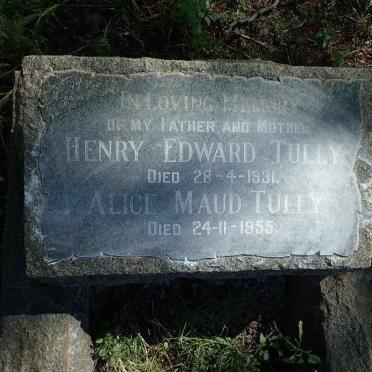 IN LOVING MEMORY
OF MY FATHER AND MOTHER
HENRY EDWARD TULLY
DIED 28-4-1931.
ALICE MAUD TULLY
DIED 24-11-1955.